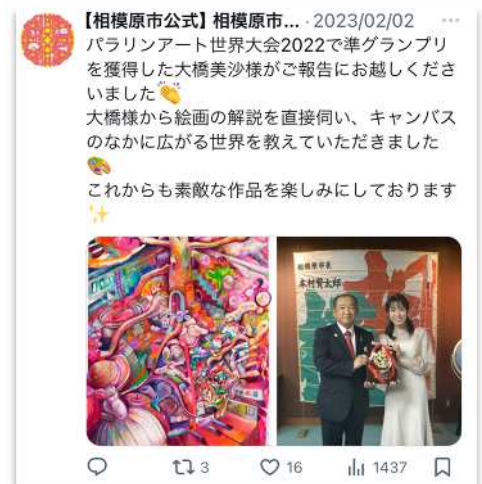 【相模原市公式】相模原市... · 2023/02/02
パラリンアート世界大会2022で準グランプリ
を獲得した大橋美沙様がご報告にお越しくださ
いました👏
大橋様から絵画の解説を直接伺い、キャンバス
のなかに広がる世界を教えていただきました
🎨
これからも素敵な作品を楽しみにしております
✨
相模原市長
本村賢太郎
3 16 1437